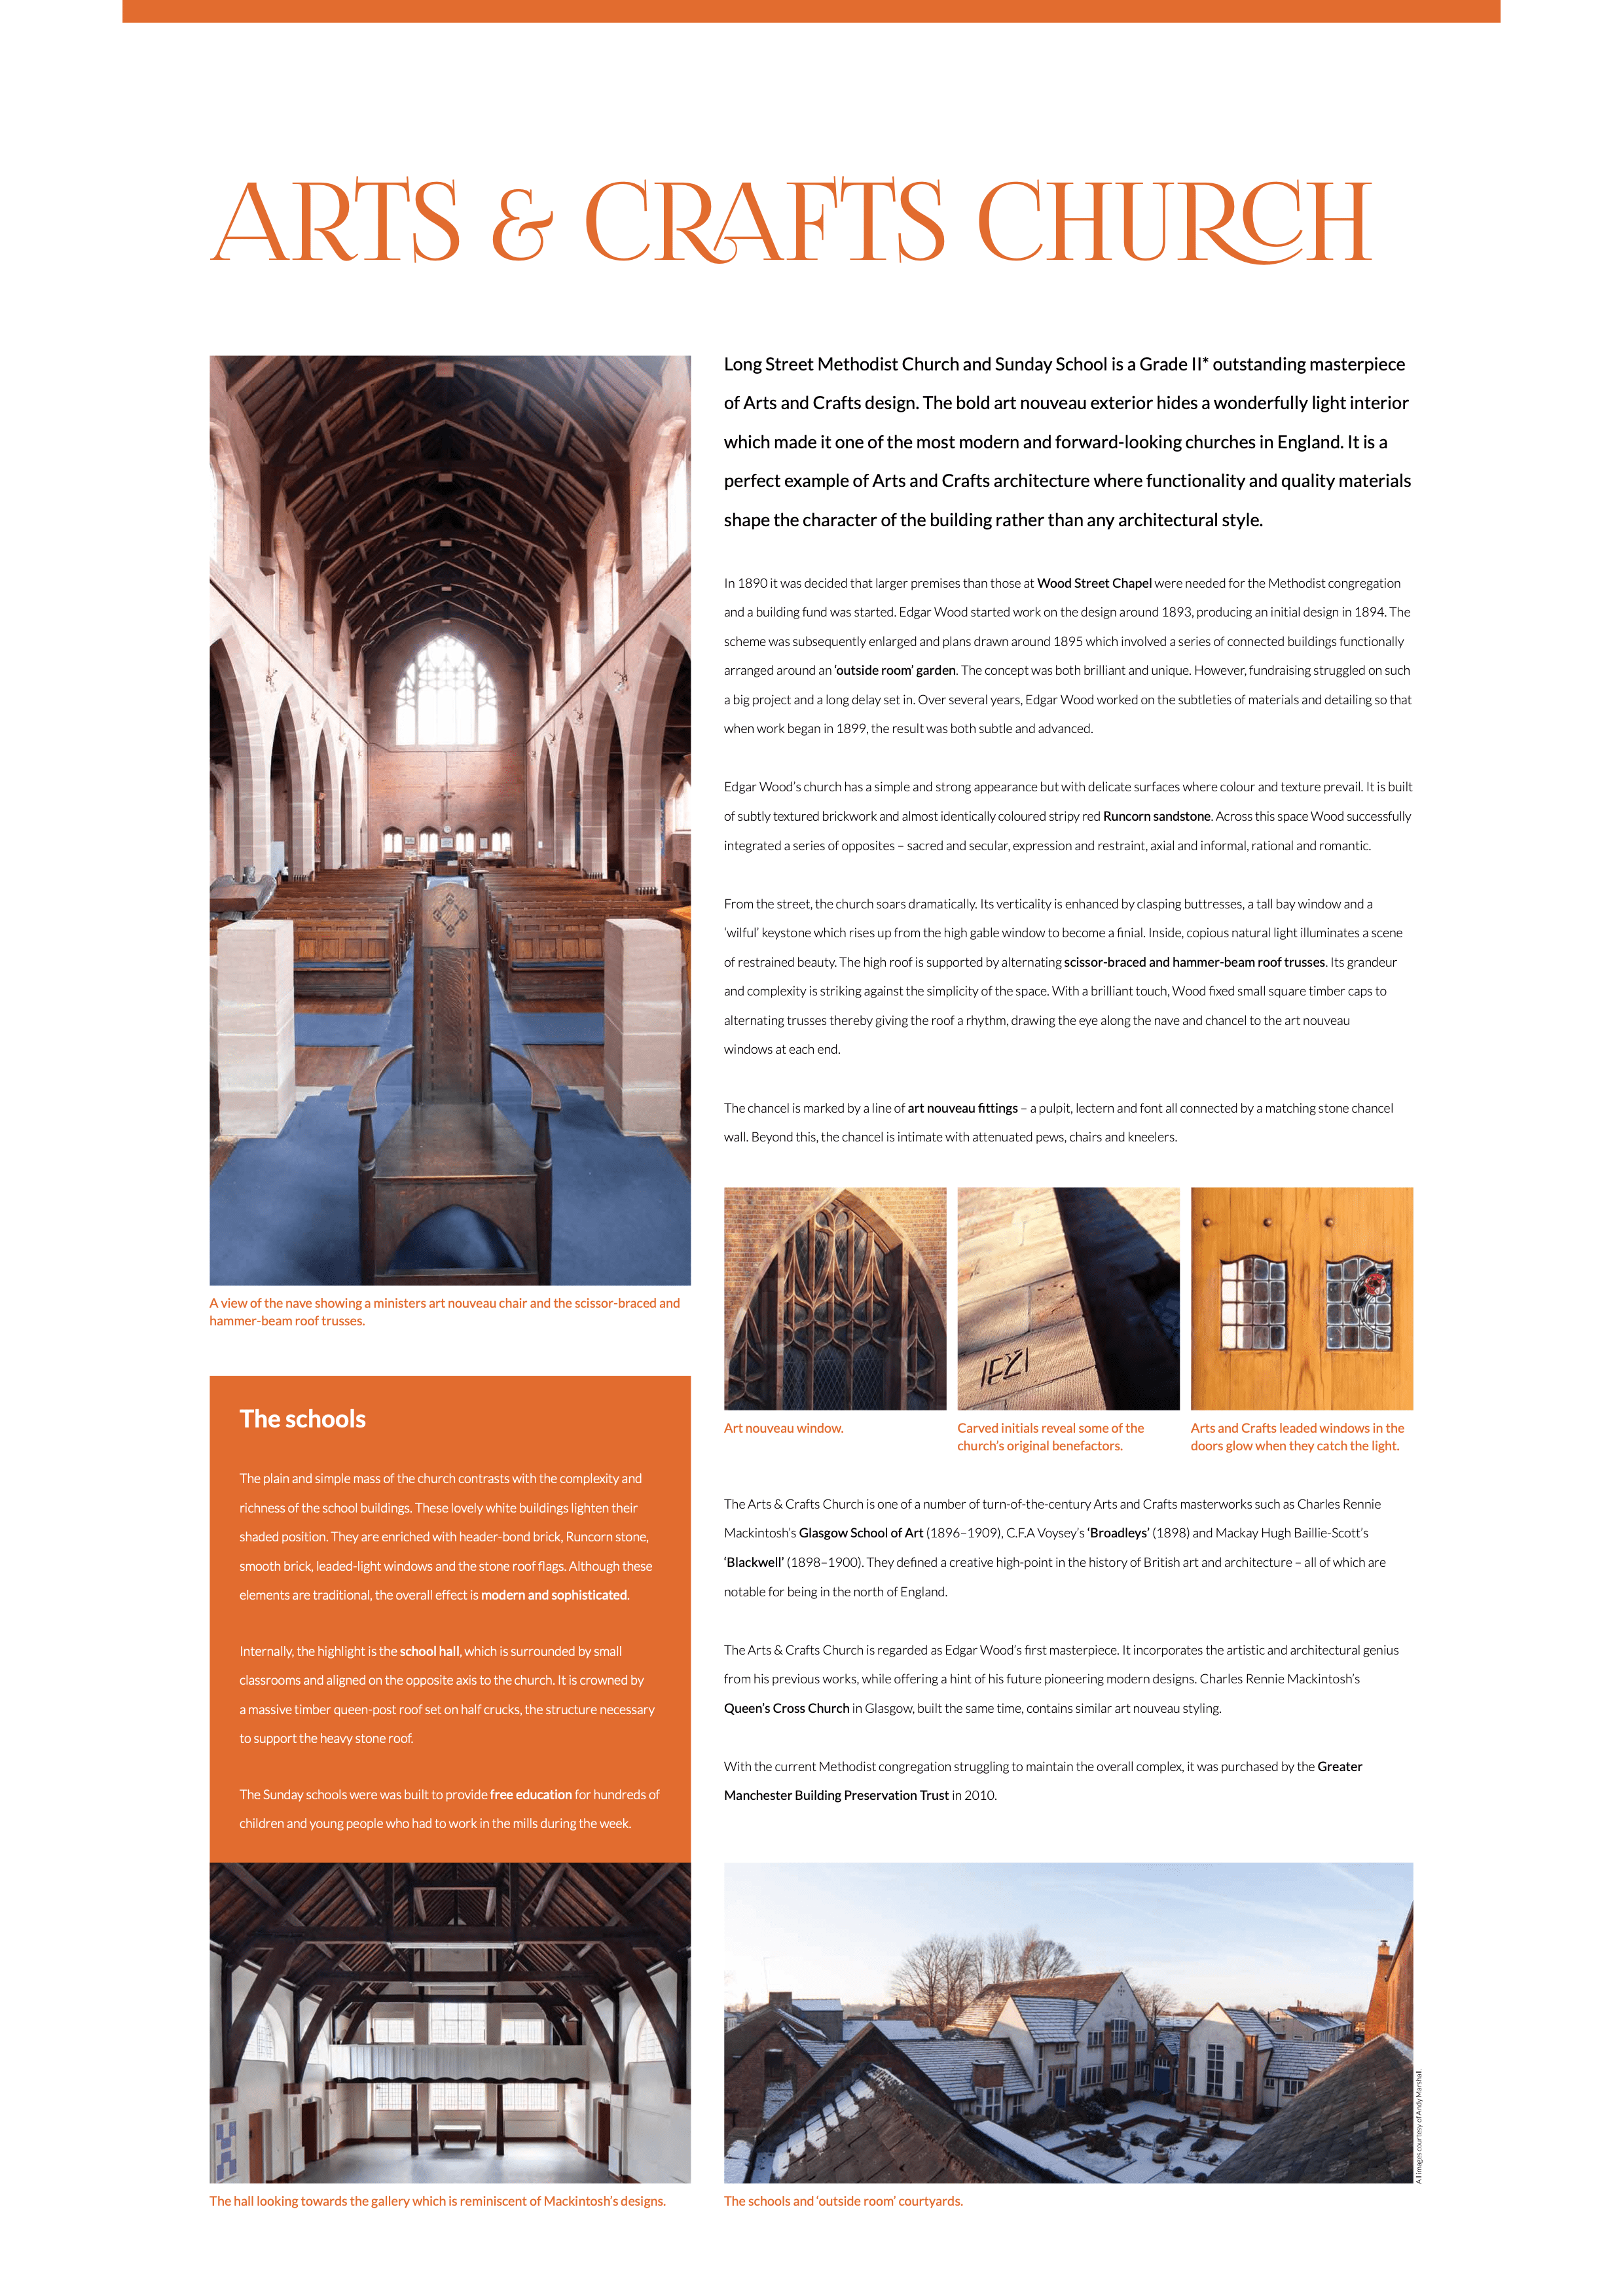 ARTS & CRAFTS CHURCH
Long Street Methodist Church and Sunday School is a Grade II* outstanding masterpiece
of Arts and Crafts design. The bold art nouveau exterior hides a wonderfully light interior
which made it one of the most modern and forward-looking churches in England. It is a
perfect example of Arts and Crafts architecture where functionality and quality materials
shape the character of the building rather than any architectural style.
In 1890 it was decided that larger premises than those at Wood Street Chapel were needed for the Methodist congregation
and a building fund was started. Edgar Wood started work on the design around 1893, producing an initial design in 1894. The
scheme was subsequently enlarged and plans drawn around 1895 which involved a series of connected buildings functionally
arranged around an ‘outside room’ garden. The concept was both brilliant and unique. However, fundraising struggled on such
a big project and a long delay set in. Over several years, Edgar Wood worked on the subtleties of materials and detailing so that
when work began in 1899, the result was both subtle and advanced.
Edgar Wood’s church has a simple and strong appearance but with delicate surfaces where colour and texture prevail. It is built
of subtly textured brickwork and almost identically coloured stripy red Runcorn sandstone. Across this space Wood successfully
integrated a series of opposites – sacred and secular, expression and restraint, axial and informal, rational and romantic.
From the street, the church soars dramatically. Its verticality is enhanced by clasping buttresses, a tall bay window and a
‘wilful’ keystone which rises up from the high gable window to become a finial. Inside, copious natural light illuminates a scene
of restrained beauty. The high roof is supported by alternating scissor-braced and hammer-beam roof trusses. Its grandeur
and complexity is striking against the simplicity of the space. With a brilliant touch, Wood fixed small square timber caps to
alternating trusses thereby giving the roof a rhythm, drawing the eye along the nave and chancel to the art nouveau
windows at each end.
The chancel is marked by a line of art nouveau fittings – a pulpit, lectern and font all connected by a matching stone chancel
wall. Beyond this, the chancel is intimate with attenuated pews, chairs and kneelers.
A view of the nave showing a ministers art nouveau chair and the scissor-braced and
hammer-beam roof trusses.
The schools
The plain and simple mass of the church contrasts with the complexity and
richness of the school buildings. These lovely white buildings lighten their
shaded position. They are enriched with header-bond brick, Runcorn stone,
smooth brick, leaded-light windows and the stone roof flags. Although these
elements are traditional, the overall effect is modern and sophisticated.
Internally, the highlight is the school hall, which is surrounded by small
classrooms and aligned on the opposite axis to the church. It is crowned by
a massive timber queen-post roof set on half crucks, the structure necessary
to support the heavy stone roof.
The Sunday schools were was built to provide free education for hundreds of
children and young people who had to work in the mills during the week.
The hall looking towards the gallery which is reminiscent of Mackintosh’s designs.
Art nouveau window.
Carved initials reveal some of the
church’s original benefactors.
Arts and Crafts leaded windows in the
doors glow when they catch the light.
The Arts & Crafts Church is one of a number of turn-of-the-century Arts and Crafts masterworks such as Charles Rennie
Mackintosh’s Glasgow School of Art (1896–1909), C.F.A Voysey’s ‘Broadleys’ (1898) and Mackay Hugh Baillie-Scott’s
‘Blackwell’ (1898–1900). They defined a creative high-point in the history of British art and architecture – all of which are
notable for being in the north of England.
The Arts & Crafts Church is regarded as Edgar Wood’s first masterpiece. It incorporates the artistic and architectural genius
from his previous works, while offering a hint of his future pioneering modern designs. Charles Rennie Mackintosh’s
Queen’s Cross Church in Glasgow, built the same time, contains similar art nouveau styling.
With the current Methodist congregation struggling to maintain the overall complex, it was purchased by the Greater
Manchester Building Preservation Trust in 2010.
The schools and ‘outside room’ courtyards.
All images courtesy of Andy Marshall.